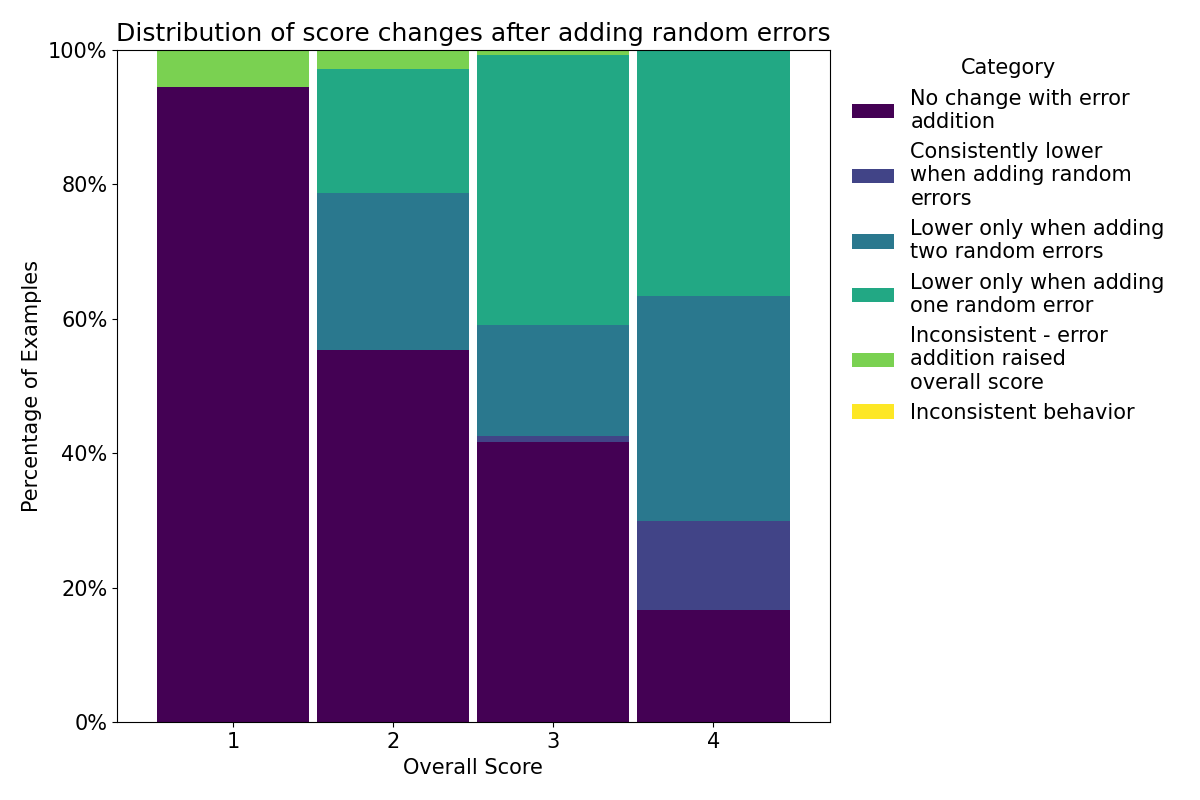 Distribution of score changes after adding random errors
100%
80%
60%
40%
20%
0%
Percentage of Examples
1
2
3
4
Overall Score
Category
No change with error
addition
Consistently lower
when adding random
errors
Lower only when adding
two random errors
Lower only when adding
one random error
Inconsistent - error
addition raised
overall score
Inconsistent behavior